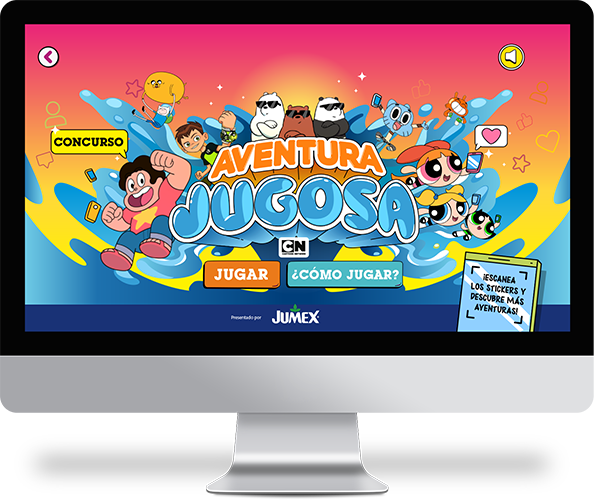 CONCURSO
AVENTURA
JUGOSA
CN
CARTOON NETWORK
JUGAR
¿CÓMO JUGAR?
¡ESCANEA
LOS STICKERS Y
DESCUBRE MÁS
AVENTURAS!
Presentado por
JUMEX